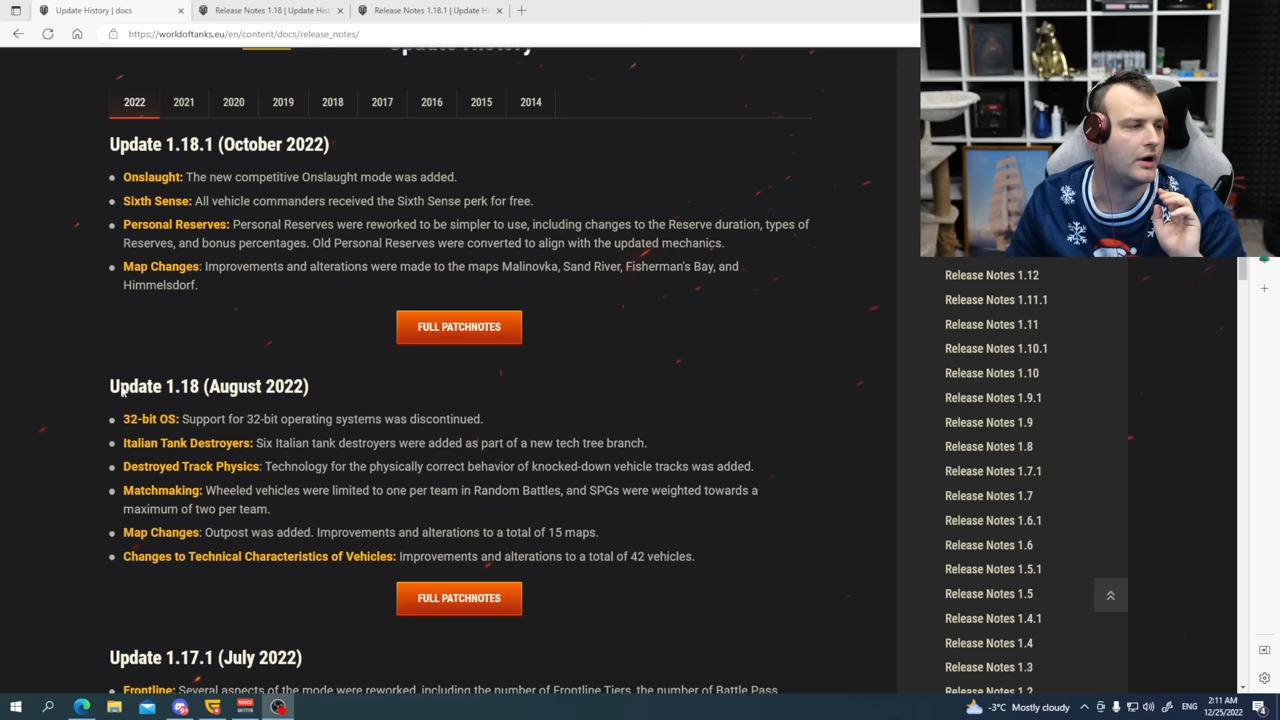 Update History | docs
Release Notes 1.18 | Update Hist
Release Notes 1.18.1 | Update H
https://worldoftanks.eu/en/content/docs/release_notes/
Update History
2022 2021 2020 2019 2018 2017 2016 2015 2014
Update 1.18.1 (October 2022)
Onslaught: The new competitive Onslaught mode was added.
Sixth Sense: All vehicle commanders received the Sixth Sense perk for free.
Personal Reserves: Personal Reserves were reworked to be simpler to use, including changes to the Reserve duration, types of
Reserves, and bonus percentages. Old Personal Reserves were converted to align with the updated mechanics.
Map Changes: Improvements and alterations were made to the maps Malinovka, Sand River, Fisherman's Bay, and
Himmelsdorf.
FULL PATCHNOTES
Update 1.18 (August 2022)
32-bit OS: Support for 32-bit operating systems was discontinued.
Italian Tank Destroyers: Six Italian tank destroyers were added as part of a new tech tree branch.
Destroyed Track Physics: Technology for the physically correct behavior of knocked-down vehicle tracks was added.
Matchmaking: Wheeled vehicles were limited to one per team in Random Battles, and SPGs were weighted towards a
maximum of two per team.
Map Changes: Outpost was added. Improvements and alterations to a total of 15 maps.
Changes to Technical Characteristics of Vehicles: Improvements and alterations to a total of 42 vehicles.
FULL PATCHNOTES
Update 1.17.1 (July 2022)
Frontline: Several aspects of the mode were reworked, including the number of Frontline Tiers, the number of Battle Pass
Release Notes 1.12
Release Notes 1.11.1
Release Notes 1.11
Release Notes 1.10.1
Release Notes 1.10
Release Notes 1.9.1
Release Notes 1.9
Release Notes 1.8
Release Notes 1.7.1
Release Notes 1.7
Release Notes 1.6.1
Release Notes 1.6
Release Notes 1.5.1
Release Notes 1.5
Release Notes 1.4.1
Release Notes 1.4
Release Notes 1.3
Release Notes 1.2
-3°C Mostly cloudy
ENG
2:11 AM
12/25/2022
4